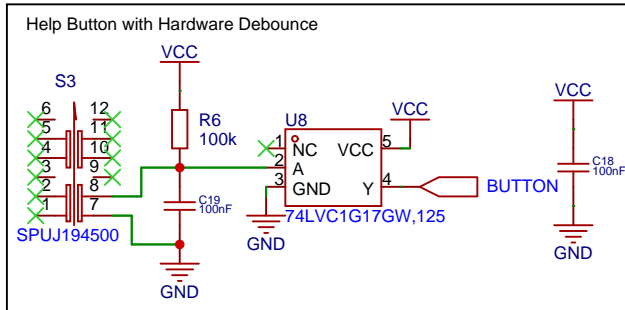 Help Button with Hardware Debounce
VCC
S3
6 12
5 11
4 10
3 9
2 8
1 7
SPUJ194500
R6
100k
C19
100nF
GND
U8
1 NC VCC 5
2 A
3 GND Y 4
74LVC1G17GW,125
GND
VCC
BUTTON
VCC
C18
100nF
GND